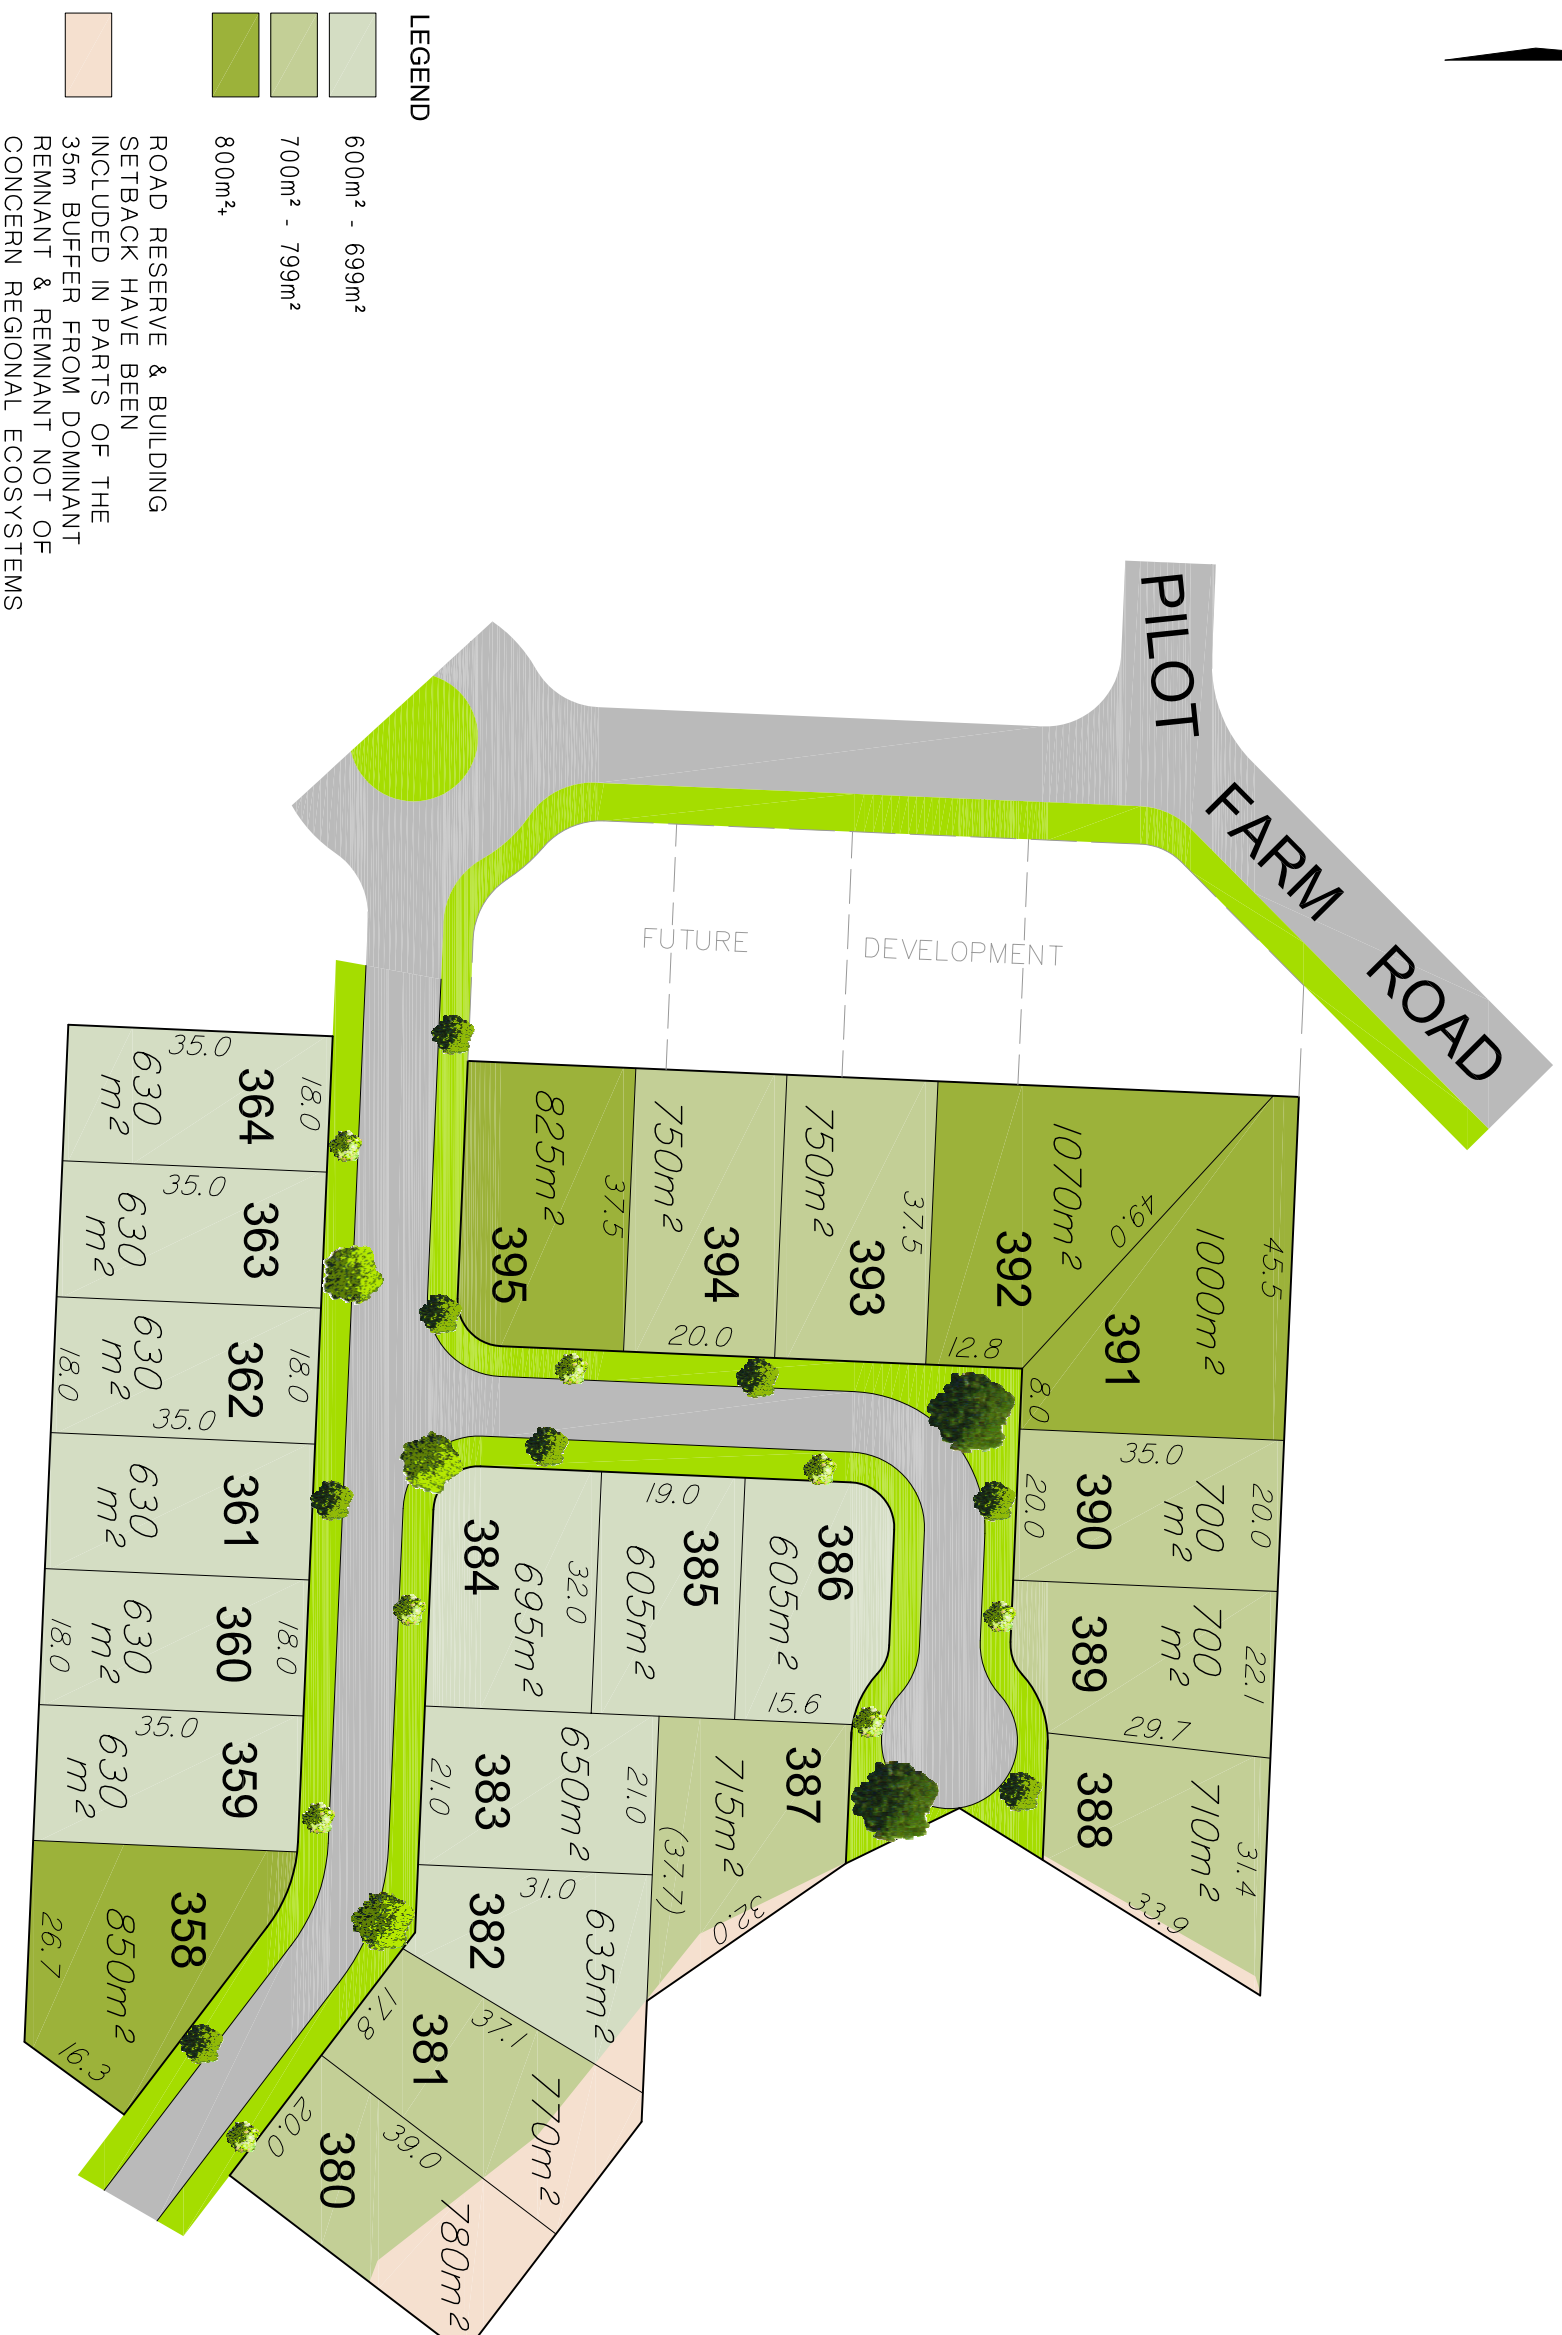 PILOT
FARM
ROAD
FUTURE DEVELOPMENT
LEGEND
600m² - 699m²
700m² - 799m²
800m²+
ROAD RESERVE & BUILDING
SETBACK HAVE BEEN
INCLUDED IN PARTS OF THE
35m BUFFER FROM DOMINANT
REMNANT & REMNANT NOT OF
CONCERN REGIONAL ECOSYSTEMS
45.5
1000m²
391
8.0
49.0
1070m²
392
12.8
37.5
750m²
393
750m²
394
20.0
37.5
825m²
395
35.0
20.0
700
m²
390
20.0
22.1
700
m²
389
29.7
31.4
710m²
388
33.9
386
605m²
15.6
19.0
385
605m²
32.0
384
695m²
387
715m²
(37.7)
32.0
21.0
650m²
383
21.0
31.0
635m²
382
37.1
17.8
381
770m²
39.0
20.0
380
780m²
35.0
18.0
364
630
m²
35.0
363
630
m²
18.0
362
630
m²
18.0
35.0
361
630
m²
18.0
360
630
m²
18.0
35.0
359
630
m²
358
850m²
26.7
16.3